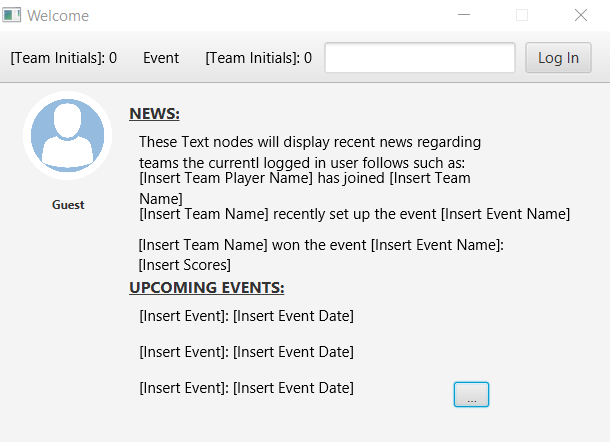 Welcome
[Team Initials]: 0 Event [Team Initials]: 0 Log In
Guest
NEWS:
These Text nodes will display recent news regarding
teams the currentl logged in user follows such as:
[Insert Team Player Name] has joined [Insert Team
Name]
[Insert Team Name] recently set up the event [Insert Event Name]
[Insert Team Name] won the event [Insert Event Name]:
[Insert Scores]
UPCOMING EVENTS:
[Insert Event]: [Insert Event Date]
[Insert Event]: [Insert Event Date]
[Insert Event]: [Insert Event Date]
...